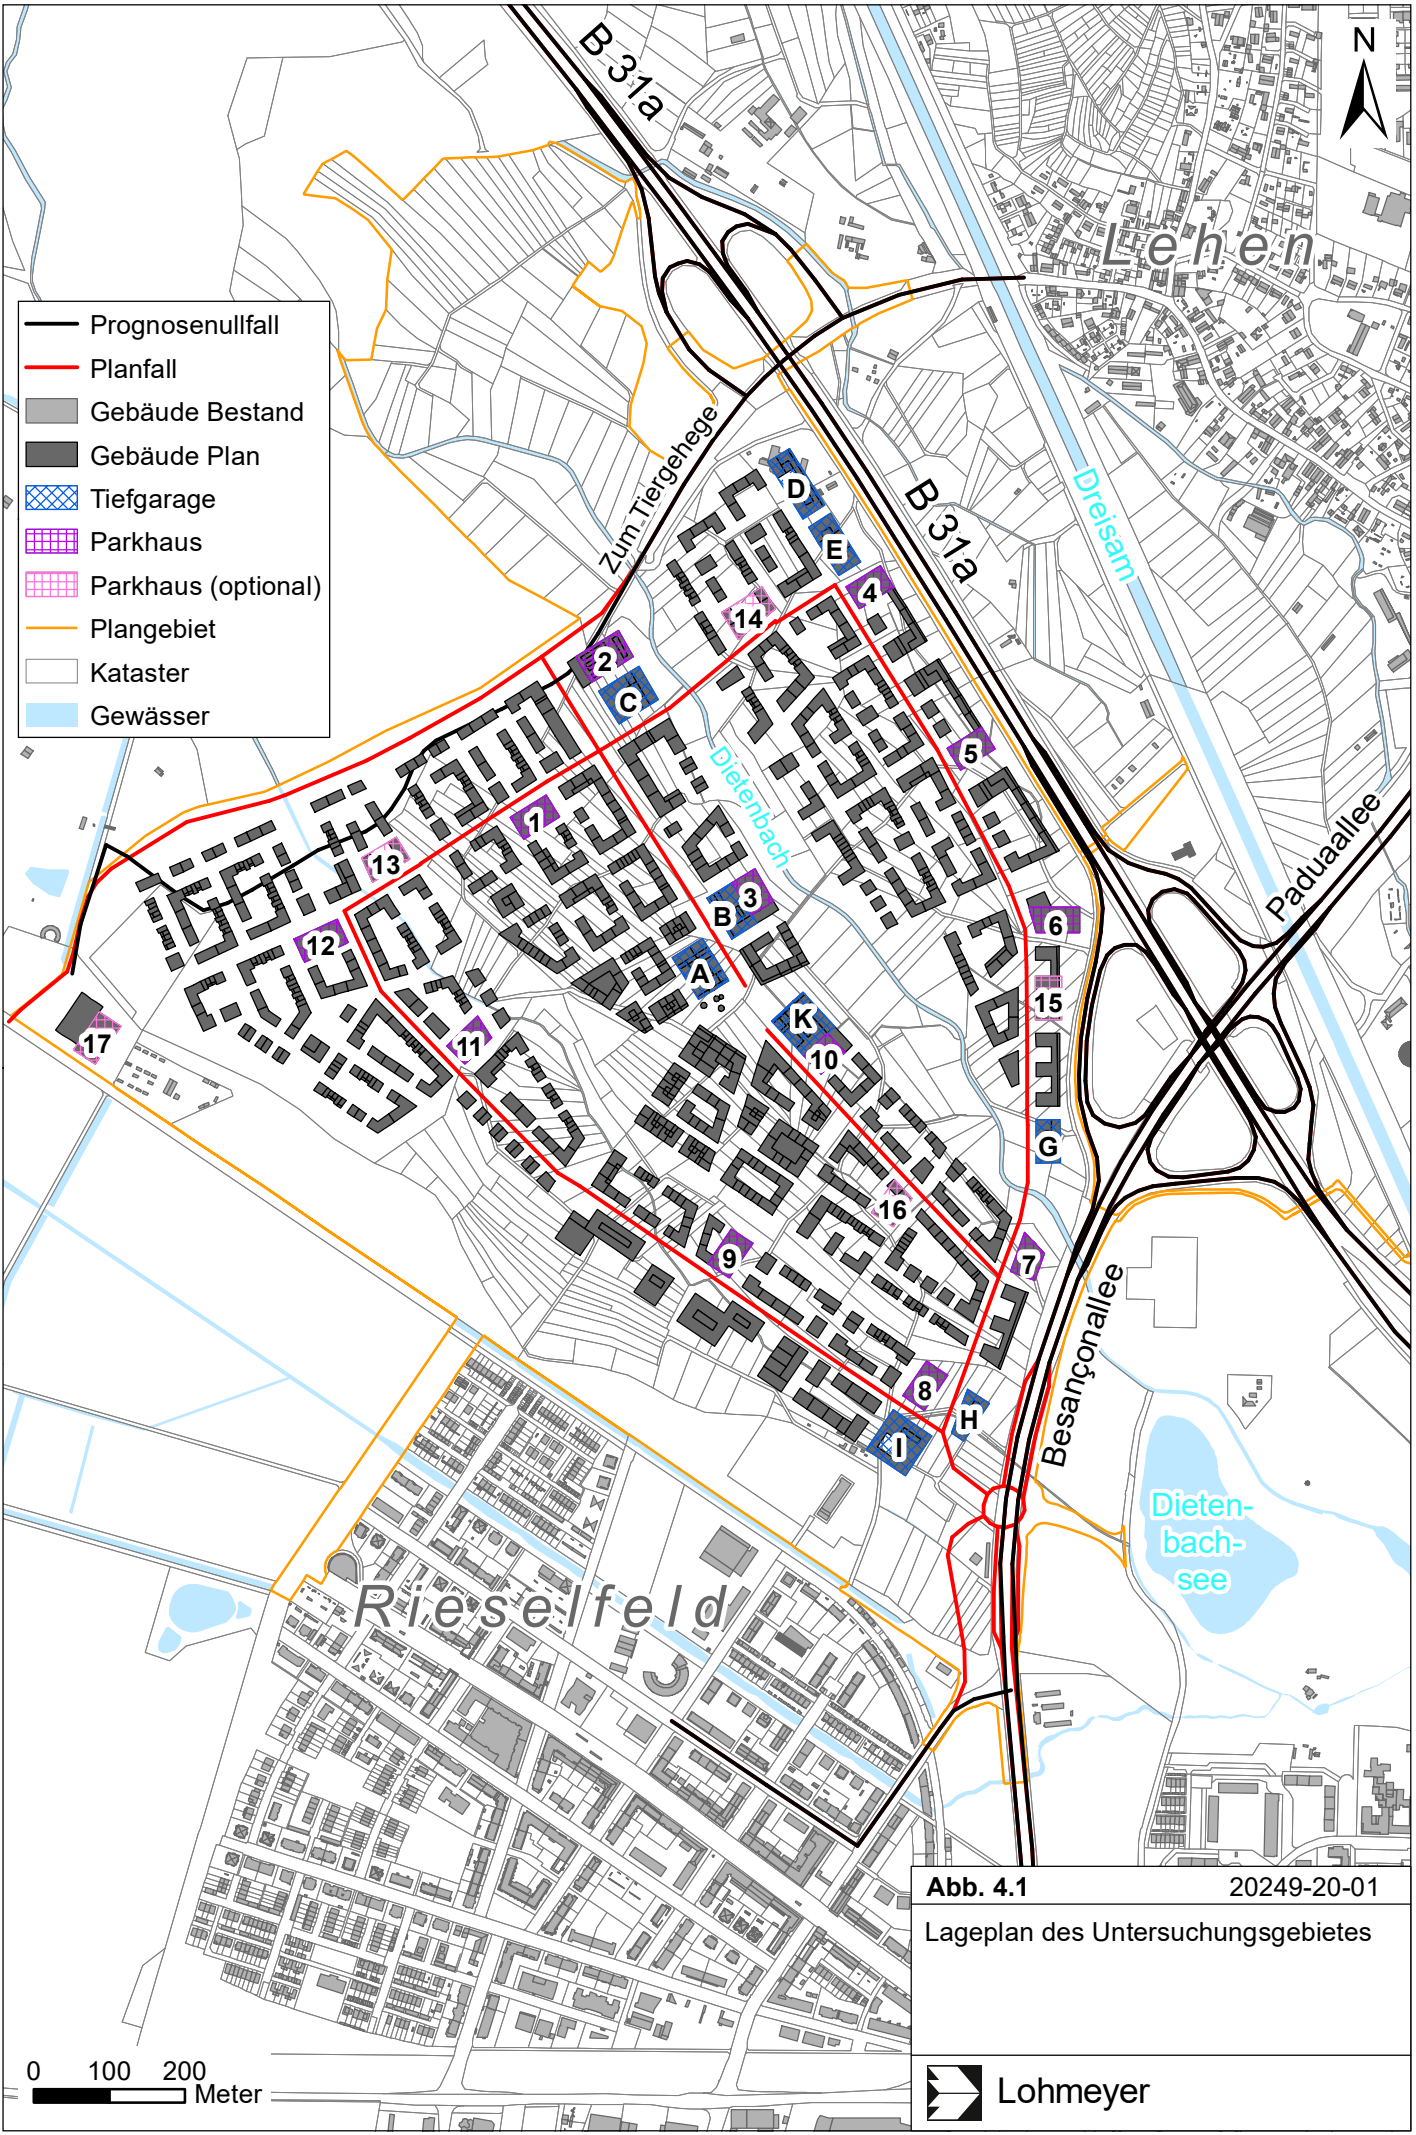 B 31a
N
Lehen
Prognosenullfall
Planfall
Gebäude Bestand
Gebäude Plan
Tiefgarage
Parkhaus
Parkhaus (optional)
Plangebiet
Kataster
Gewässer
Zum Tiergehege
D
B 31a
Dreisam
E
4
14
2
C
5
Dietenbach
1
Paduaallee
13
3
B
6
12
A
15
K
17
11
10
G
16
9
7
Besançonallee
8
H
I
Dieten-
bach-
see
Rieselfeld
Abb. 4.1 20249-20-01
Lageplan des Untersuchungsgebietes
0 100 200
Meter
Lohmeyer